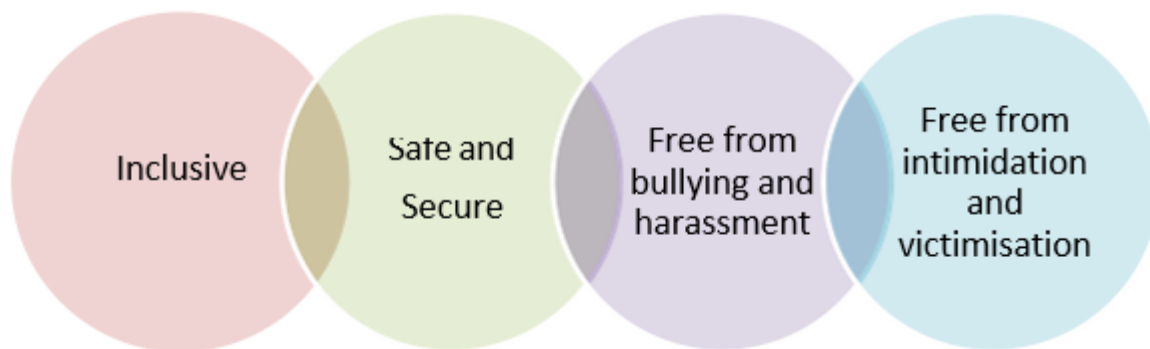 Inclusive
Safe and
Secure
Free from
bullying and
harassment
Free from
intimidation
and
victimisation